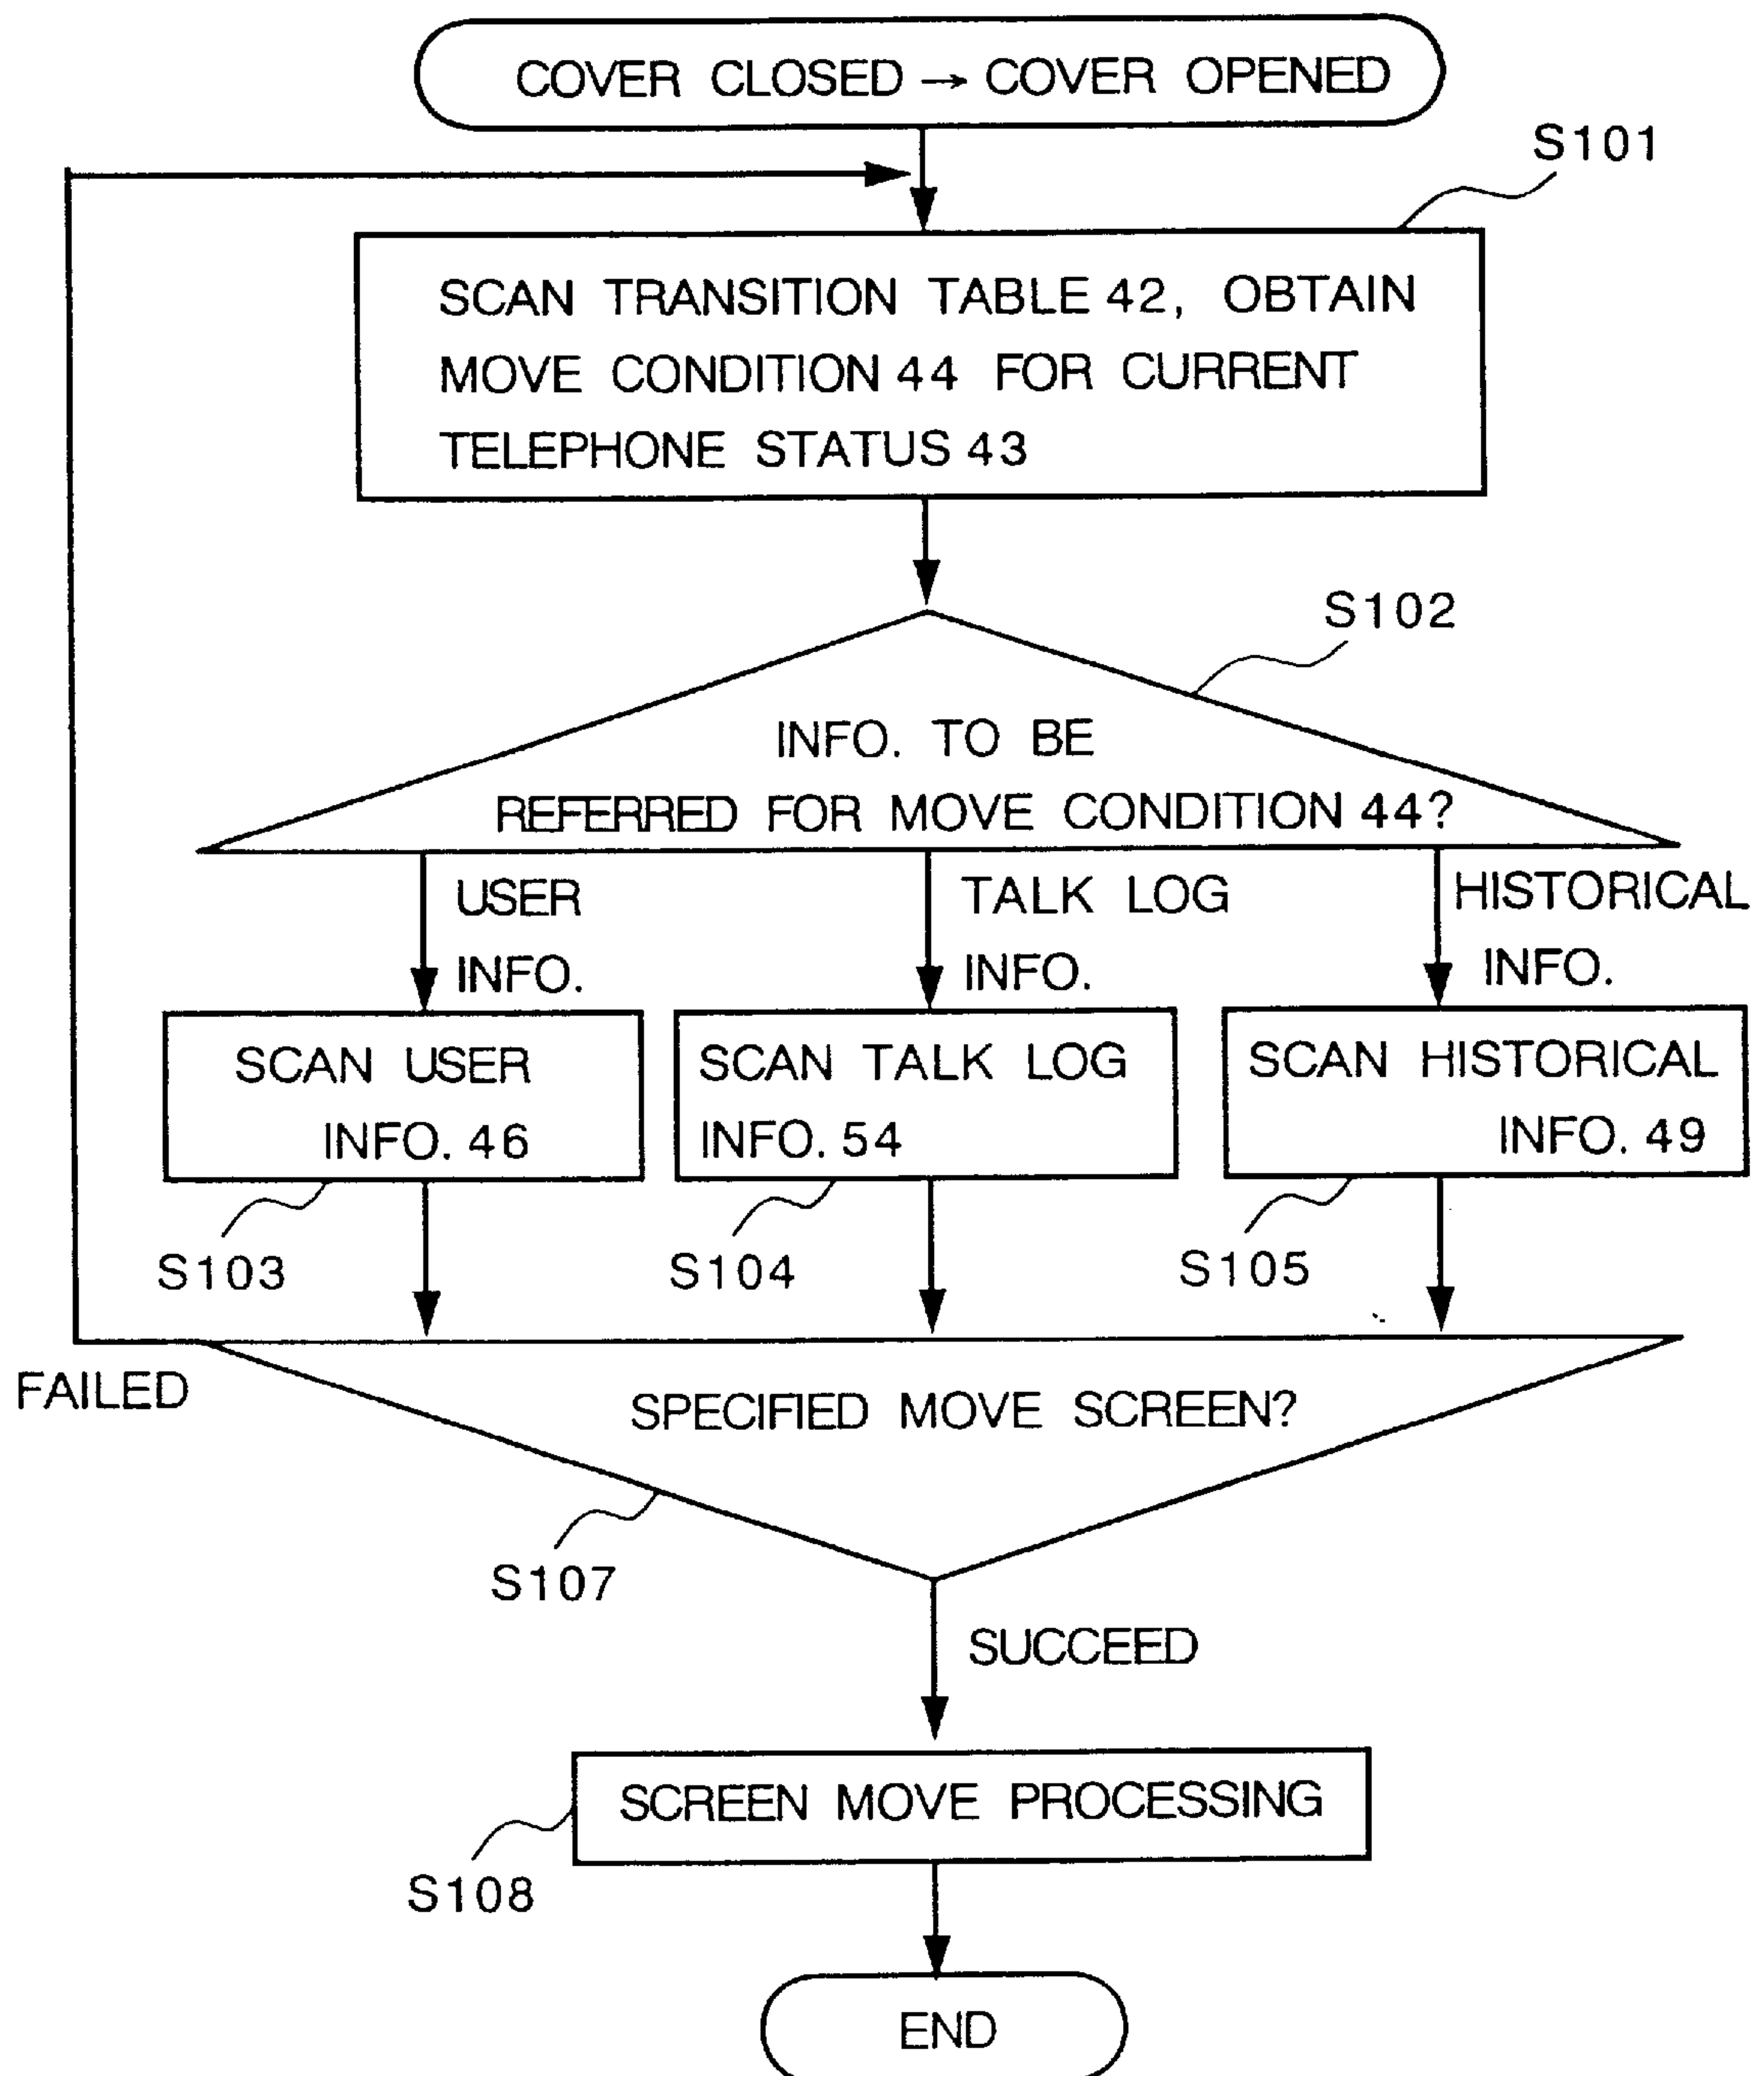 COVER CLOSED → COVER OPENED
S101
SCAN TRANSITION TABLE 42, OBTAIN
MOVE CONDITION 44 FOR CURRENT
TELEPHONE STATUS 43
S102
INFO. TO BE
REFERRED FOR MOVE CONDITION 44?
USER
INFO.
TALK LOG
INFO.
HISTORICAL
INFO.
SCAN USER
INFO. 46
SCAN TALK LOG
INFO. 54
SCAN HISTORICAL
INFO. 49
S103
S104
S105
FAILED
SPECIFIED MOVE SCREEN?
S107
SUCCEED
SCREEN MOVE PROCESSING
S108
END